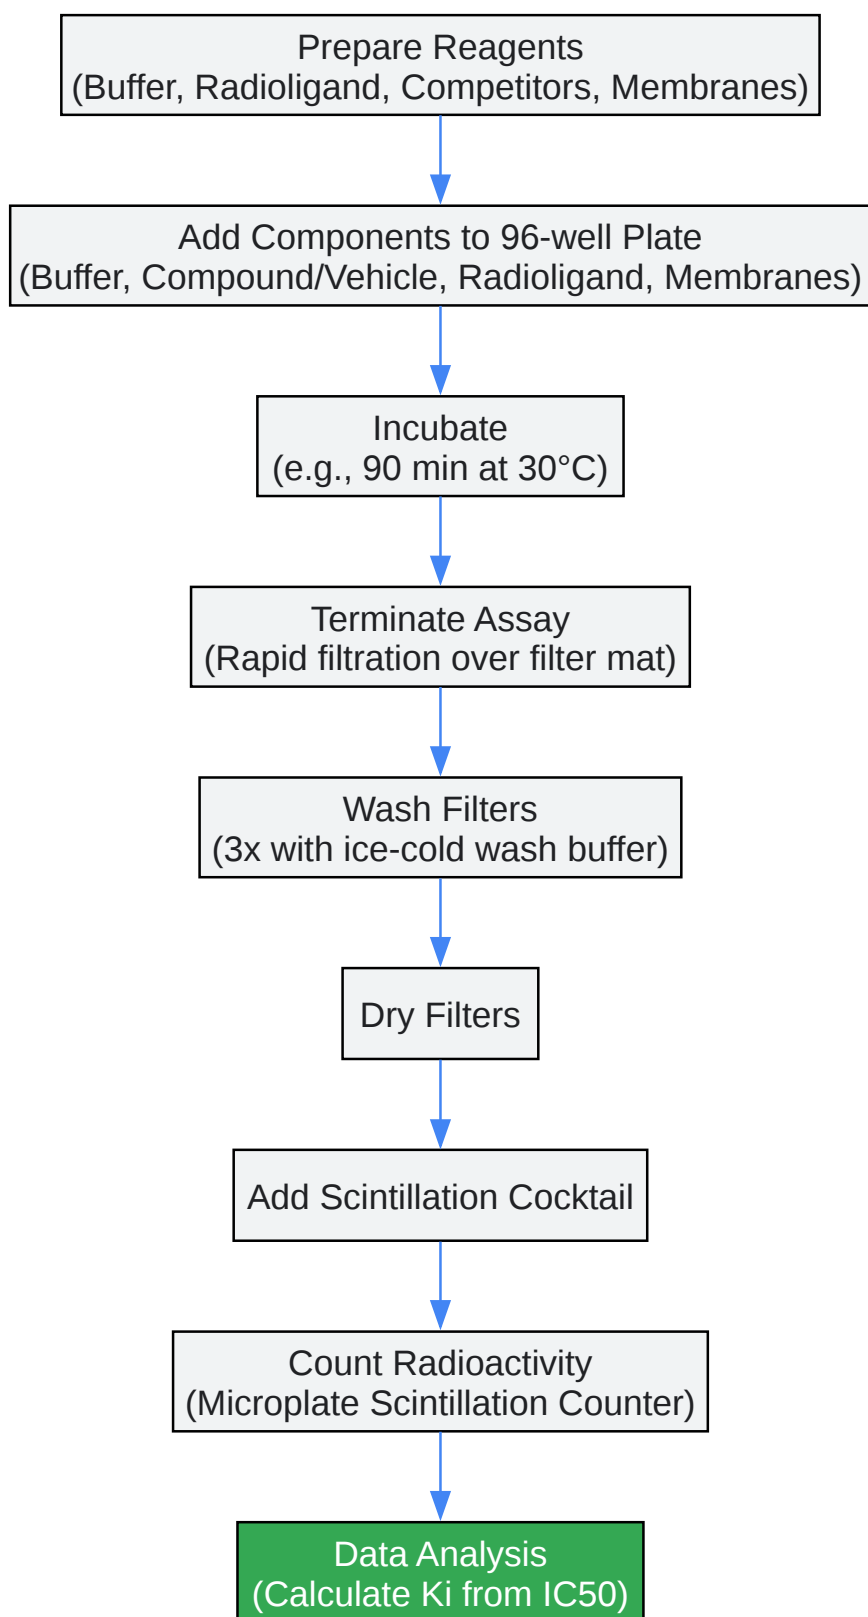 Prepare Reagents
(Buffer, Radioligand, Competitors, Membranes)
Add Components to 96-well Plate
(Buffer, Compound/Vehicle, Radioligand, Membranes)
Incubate
(e.g., 90 min at 30°C)
Terminate Assay
(Rapid filtration over filter mat)
Wash Filters
(3x with ice-cold wash buffer)
Dry Filters
Add Scintillation Cocktail
Count Radioactivity
(Microplate Scintillation Counter)
Data Analysis
(Calculate Ki from IC50)